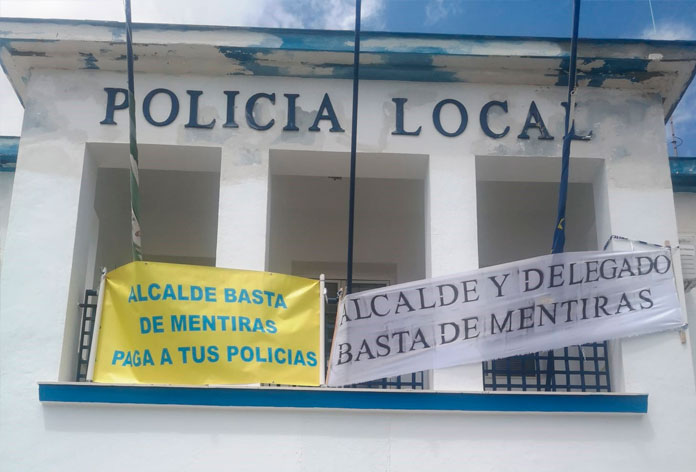 POLICIA LOCAL
ALCALDE BASTA
DE MENTIRAS
PAGA A TUS POLICIAS
ALCALDE Y DELEGADO
BASTA DE MENTIRAS